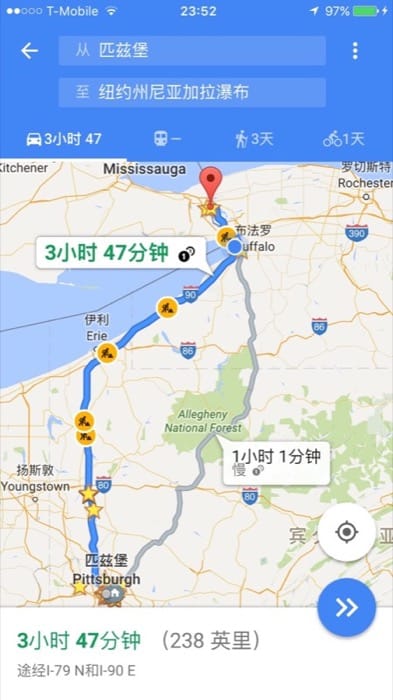 T-Mobile 23:52 97%
从 匹兹堡
至 纽约州尼亚加拉瀑布
3小时 47 — 3天 1天
Kitchener
Mississauga
罗切斯特
Rochester
布法罗
Buffalo
390
3小时 47分钟
90
伊利
Erie
86
86
Allegheny
National Forest
1小时 1分钟
慢
扬斯敦
Youngstown
80
80
匹兹堡
Pittsburgh
3小时 47分钟 (238 英里)
途经I-79 N和I-90 E